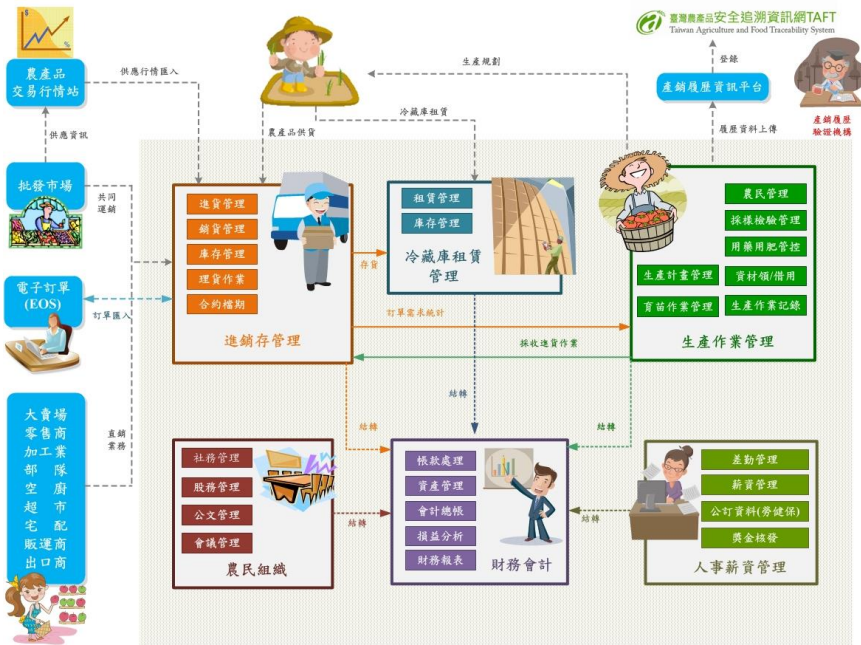 $
%
農產品
交易行情站
供應行情匯入
供應資訊
批發市場
共同
運銷
電子訂單
(EOS)
訂單匯入
大賣場
零售商
加工業
部隊
空廚
超市
宅配
販運商
出口商
直銷
業務
農產品供貨
冷藏庫租賃
生產規劃
臺灣農產品安全追溯資訊網TAFT
Taiwan Agriculture and Food Traceability System
登錄
產銷履歷資訊平台
履歷資料上傳
產銷履歷
驗證機構
進貨管理
銷貨管理
庫存管理
理貨作業
合約檔期
進銷存管理
存貨
租賃管理
庫存管理
冷藏庫租賃
管理
農民管理
採樣檢驗管理
用藥用肥管控
生產計畫管理
資材領/借用
育苗作業管理
生產作業記錄
生產作業管理
訂單需求統計
採收進貨作業
結轉
結轉
結轉
社務管理
股務管理
公文管理
會議管理
農民組織
結轉
帳款處理
資產管理
會計總帳
損益分析
財務報表
財務會計
結轉
差勤管理
薪資管理
公訂資料(勞健保)
獎金核發
人事薪資管理